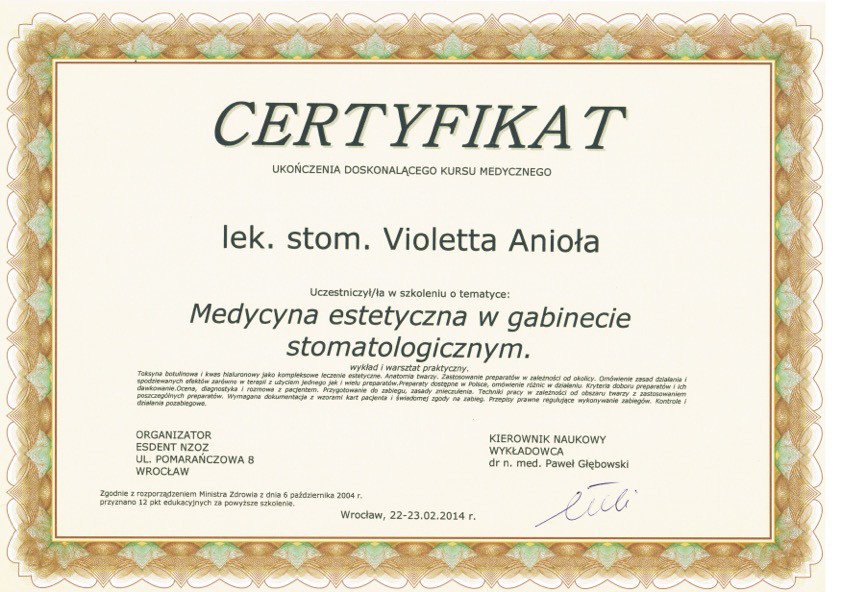 CERTYFIKAT
UKOŃCZENIA DOSKONALĄCEGO KURSU MEDYCZNEGO
lek. stom. Violetta Anioła
Uczestniczył/ła w szkoleniu o tematyce:
Medycyna estetyczna w gabinecie
stomatologicznym.
wykład i warsztat praktyczny.
Toksyna botulinowa i kwas hialuronowy jako kompleksowe leczenie estetyczne. Anatomia twarzy. Zastosowanie preparatów w zależności od okolicy. Omówienie zasad działania i
spodziewanych efektów zarówno w terapii z użyciem jednego jak i wielu preparatów.Preparaty dostępne w Polsce, omówienie różnic w działaniu. Kryteria doboru preparatów i ich
dawkowanie.Ocena, diagnostyka i rozmowa z pacjentem. Przygotowanie do zabiegu, zasady znieczulenia. Techniki pracy w zależności od obszaru twarzy z zastosowaniem
poszczególnych preparatów. Wymagana dokumentacja z wzorami kart pacjenta i świadomej zgody na zabieg. Przepisy prawne regulujące wykonywanie zabiegów. Kontrole i
działania pozabiegowe.
ORGANIZATOR
ESDENT NZOZ
UL. POMARAŃCZOWA 8
WROCŁAW
KIEROWNIK NAUKOWY
WYKŁADOWCA
dr n. med. Paweł Głębowski
Zgodnie z rozporządzeniem Ministra Zdrowia z dnia 6 października 2004 r.
przyznano 12 pkt edukacyjnych za powyższe szkolenie.
Wrocław, 22-23.02.2014 r.